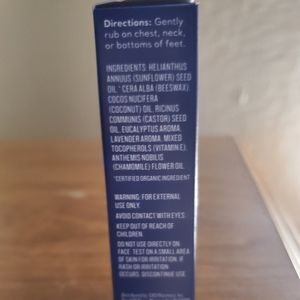 Directions: Gently
rub on chest, neck,
or bottoms of feet.
INGREDIENTS: HELIANTHUS
ANNUUS (SUNFLOWER) SEED
OIL,* CERA ALBA (BEESWAX),
COCOS NUCIFERA
(COCONUT) OIL, RICINUS
COMMUNIS (CASTOR) SEED
OIL, EUCALYPTUS AROMA,
LAVENDER AROMA, MIXED
TOCOPHEROLS (VITAMIN E),
ANTHEMIS NOBILIS
(CHAMOMILE) FLOWER OIL
*CERTIFIED ORGANIC INGREDIENT
WARNING: FOR EXTERNAL
USE ONLY.
AVOID CONTACT WITH EYES
KEEP OUT OF REACH OF
CHILDREN.
DO NOT USE DIRECTLY ON
FACE. TEST ON A SMALL AREA
OF SKIN FOR IRRITATION. IF
RASH OR IRRITATION
OCCURS, DISCONTINUE USE.